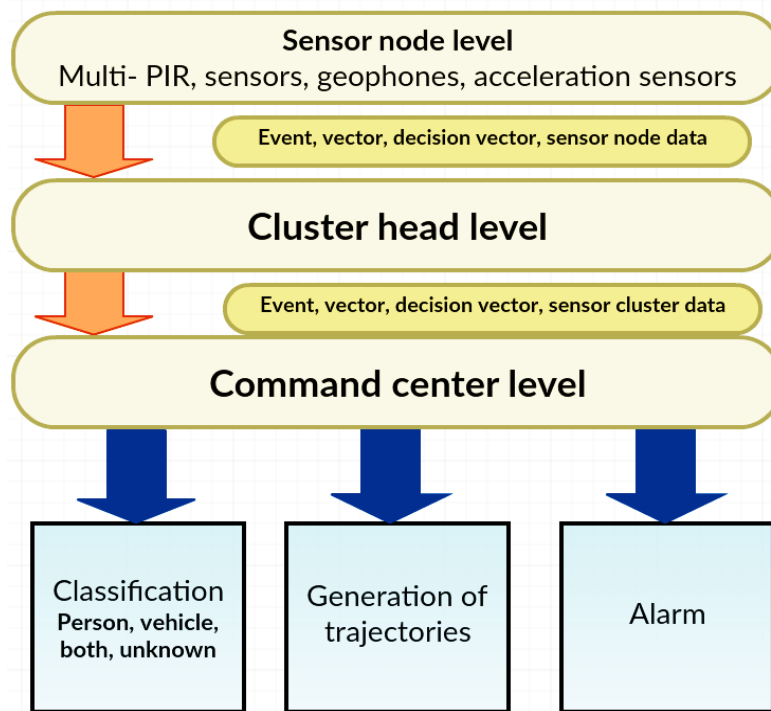 Sensor node level
Multi- PIR, sensors, geophones, acceleration sensors
Event, vector, decision vector, sensor node data
Cluster head level
Event, vector, decision vector, sensor cluster data
Command center level
Classification
Person, vehicle,
both, unknown
Generation of
trajectories
Alarm